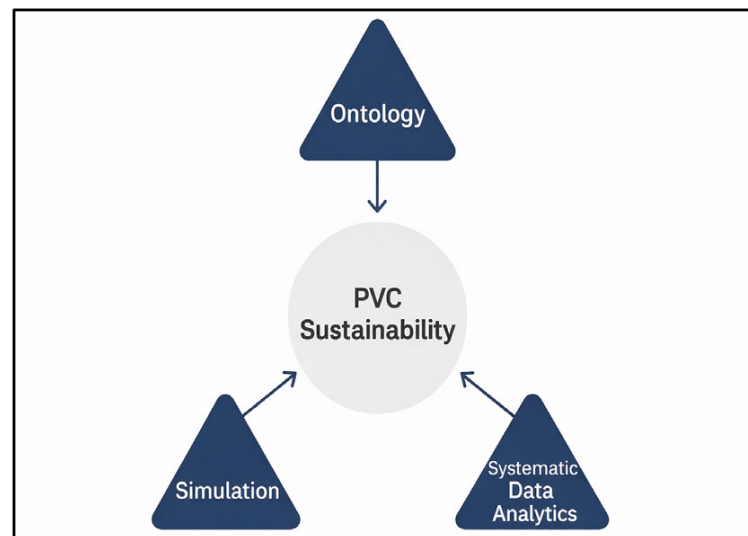 Ontology
PVC
Sustainability
Simulation
Systematic
Data
Analytics